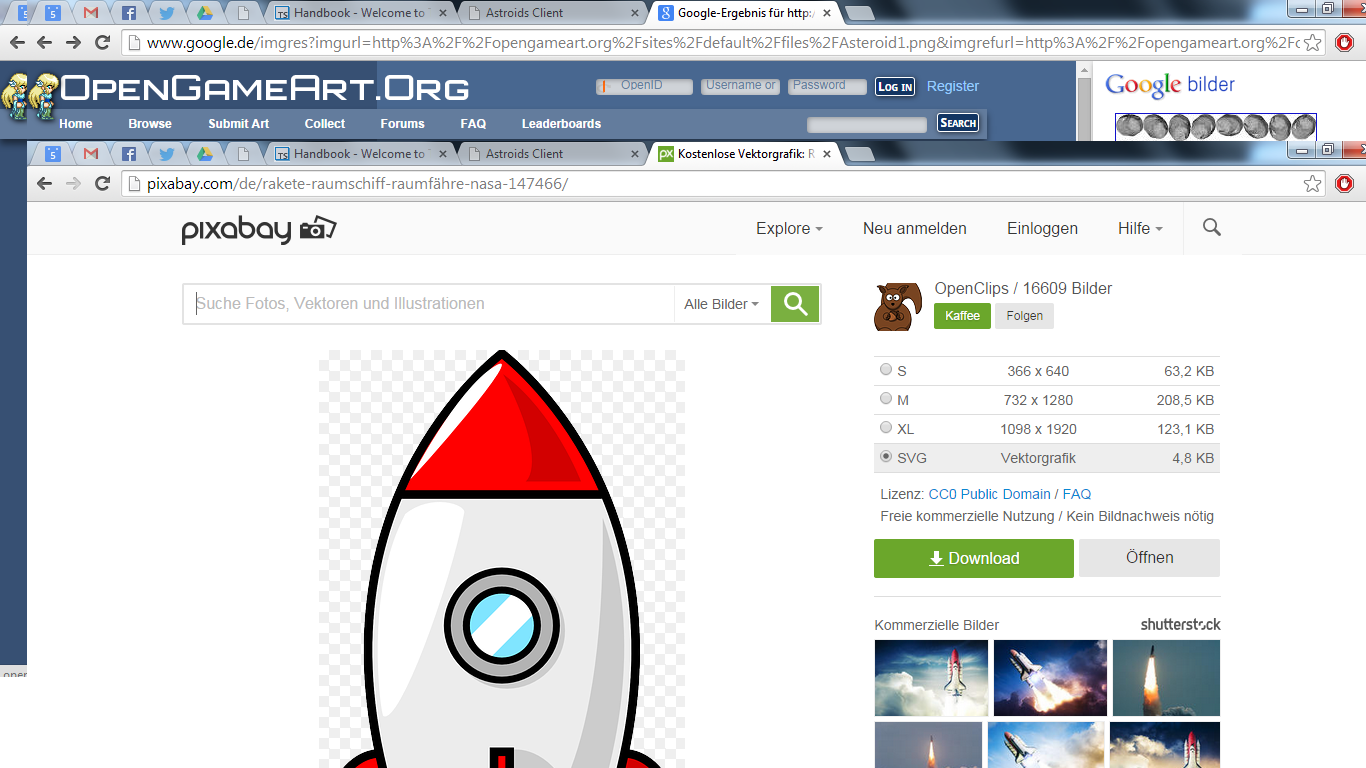 5 Handbook - Welcome to Astroids Client Google-Ergebnis für http:/
www.google.de/imgres?imgurl=http%3A%2F%2Fopengameart.org%2Fsites%2Fdefault%2Ffiles%2FAsteroid1.png&imgrefurl=http%3A%2F%2Fopengameart.org%2Fc
OpenGameArt.Org
OpenID Username or Password Log in Register
Google bilder
Home Browse Submit Art Collect Forums FAQ Leaderboards Search
5 Handbook - Welcome to Astroids Client Kostenlose Vektorgrafik: R
pixabay.com/de/rakete-raumschiff-raumfähre-nasa-147466/
pixabay
Explore Neu anmelden Einloggen Hilfe
Suche Fotos, Vektoren und Illustrationen Alle Bilder
OpenClips / 16609 Bilder
Kaffee Folgen
S 366 x 640 63,2 KB
M 732 x 1280 208,5 KB
XL 1098 x 1920 123,1 KB
SVG Vektorgrafik 4,8 KB
Lizenz: CC0 Public Domain / FAQ
Freie kommerzielle Nutzung / Kein Bildnachweis nötig
Download Öffnen
Kommerzielle Bilder shutterstock